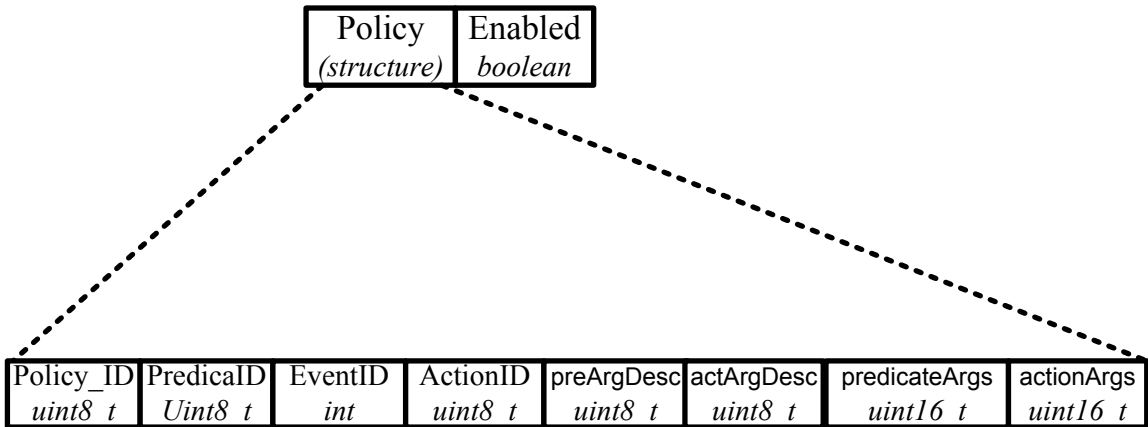 Policy Enabled
(structure) boolean
Policy_ID PredicaID EventID ActionID preArgDesc actArgDesc predicateArgs actionArgs
uint8_t Uint8_t int uint8_t uint8_t uint8_t uint16_t uint16_t